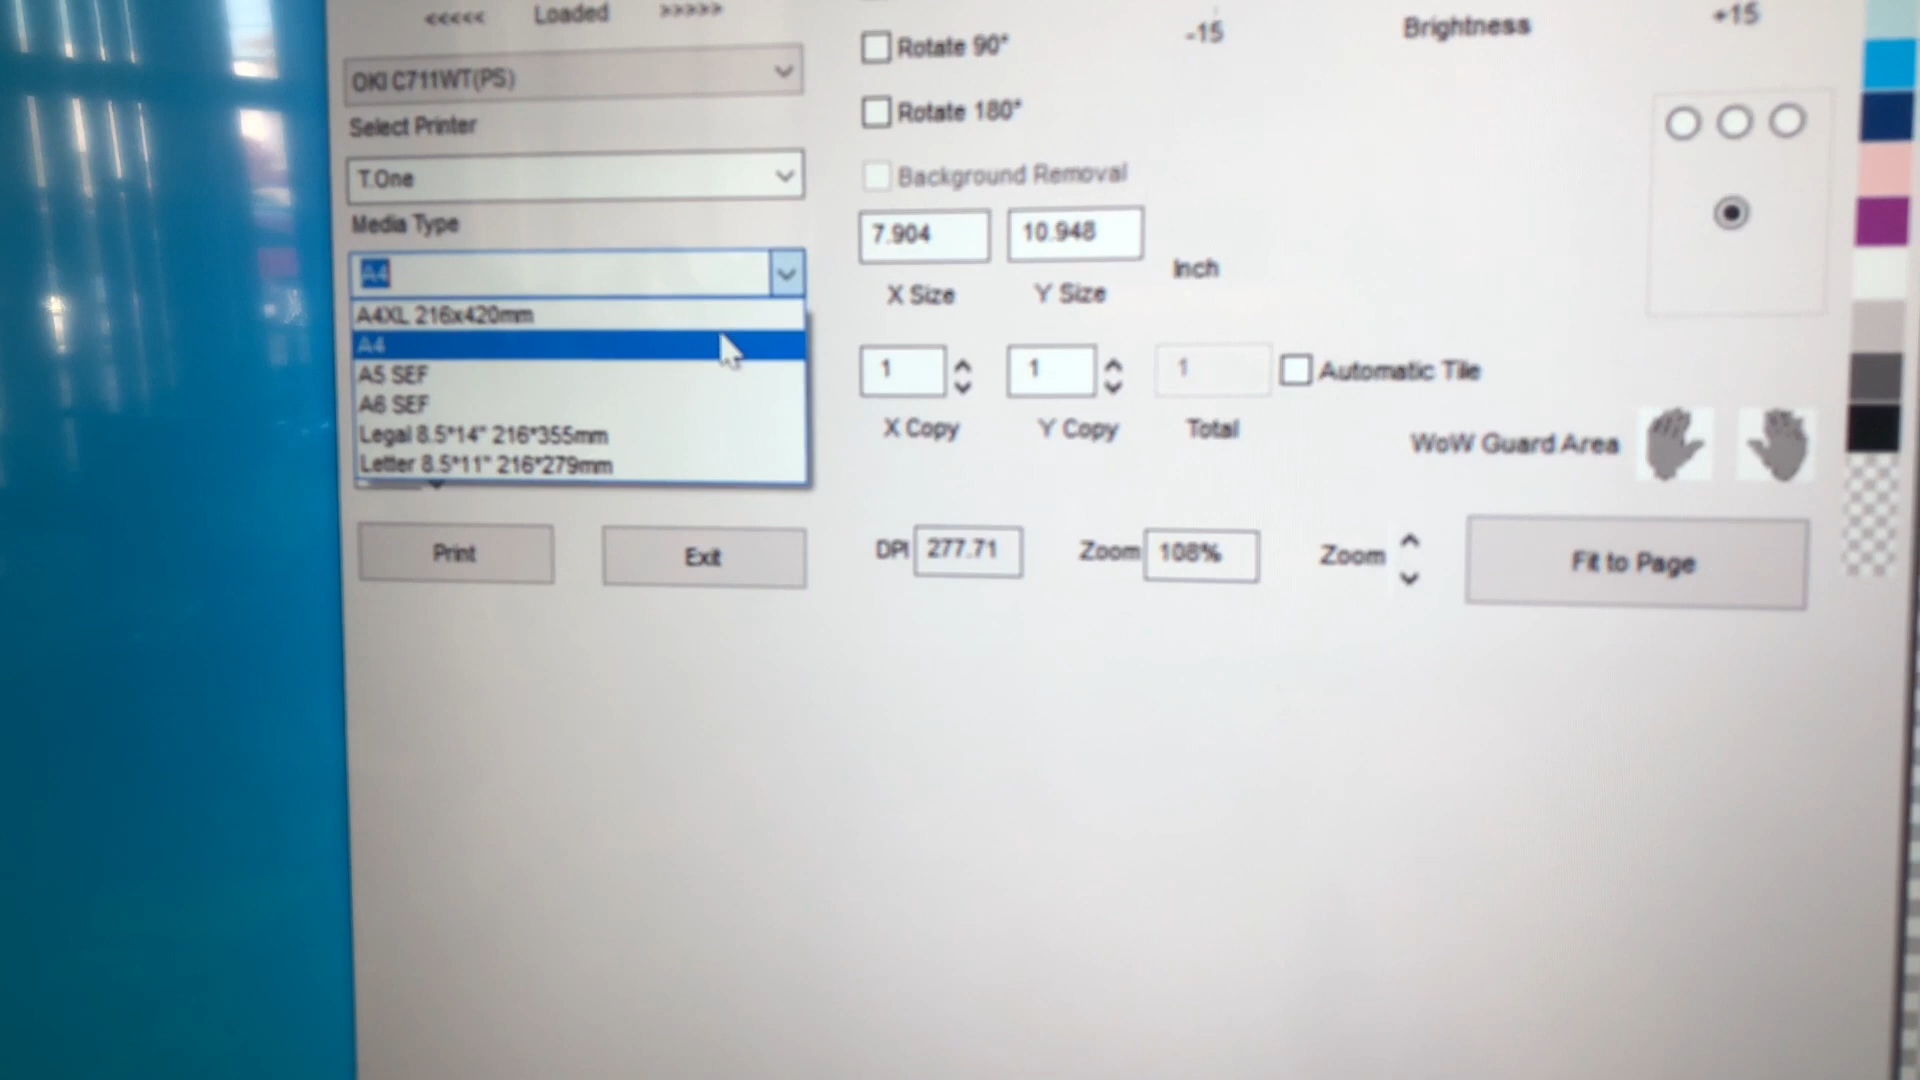 <<<<< Loaded >>>>>
OKI C711WT(PS)
Select Printer
T.One
Media Type
A4
A4XL 216x420mm
A4
A5 SEF
A6 SEF
Legal 8.5*14" 216*355mm
Letter 8.5*11" 216*279mm
Print
Exit
Rotate 90°
Rotate 180°
Background Removal
7.904 10.948
X Size Y Size Inch
1 1 1 Automatic Tile
X Copy Y Copy Total
DPI 277.71 Zoom 108% Zoom
-15 Brightness +15
WoW Guard Area
Fit to Page